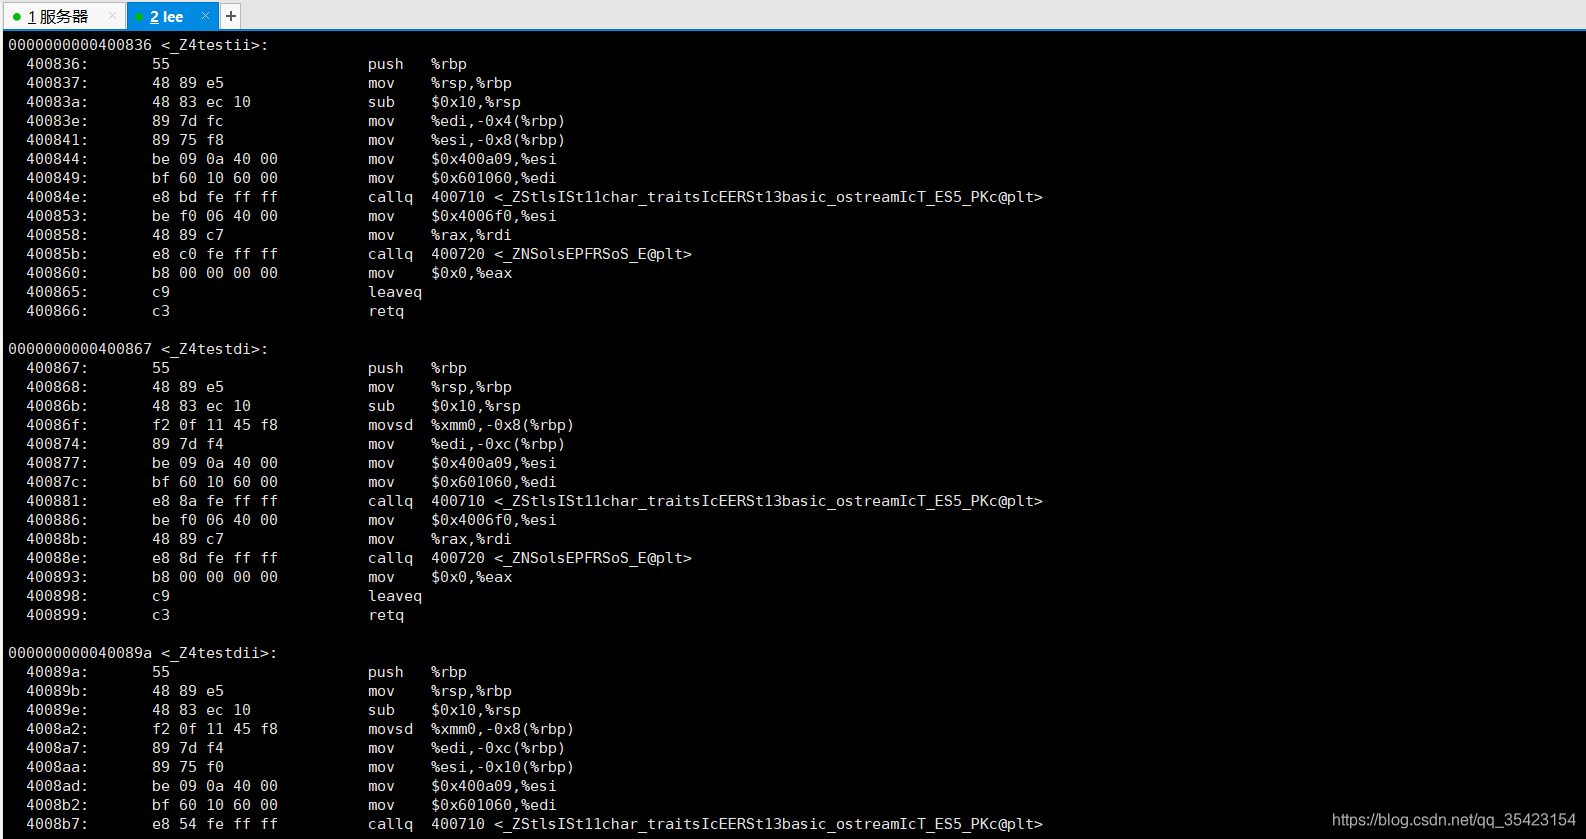 1 服务器 × 2 lee × +
0000000000400836 <_Z4testii>:
400836: 55 push %rbp
400837: 48 89 e5 mov %rsp,%rbp
40083a: 48 83 ec 10 sub $0x10,%rsp
40083e: 89 7d fc mov %edi,-0x4(%rbp)
400841: 89 75 f8 mov %esi,-0x8(%rbp)
400844: be 09 0a 40 00 mov $0x400a09,%esi
400849: bf 60 10 60 00 mov $0x601060,%edi
40084e: e8 bd fe ff ff callq 400710 <_ZStlsISt11char_traitsIcEERSt13basic_ostreamIcT_ES5_PKc@plt>
400853: be f0 06 40 00 mov $0x4006f0,%esi
400858: 48 89 c7 mov %rax,%rdi
40085b: e8 c0 fe ff ff callq 400720 <_ZNSolsEPFRSoS_E@plt>
400860: b8 00 00 00 00 mov $0x0,%eax
400865: c9 leaveq
400866: c3 retq
0000000000400867 <_Z4testdi>:
400867: 55 push %rbp
400868: 48 89 e5 mov %rsp,%rbp
40086b: 48 83 ec 10 sub $0x10,%rsp
40086f: f2 0f 11 45 f8 movsd %xmm0,-0x8(%rbp)
400874: 89 7d f4 mov %edi,-0xc(%rbp)
400877: be 09 0a 40 00 mov $0x400a09,%esi
40087c: bf 60 10 60 00 mov $0x601060,%edi
400881: e8 8a fe ff ff callq 400710 <_ZStlsISt11char_traitsIcEERSt13basic_ostreamIcT_ES5_PKc@plt>
400886: be f0 06 40 00 mov $0x4006f0,%esi
40088b: 48 89 c7 mov %rax,%rdi
40088e: e8 8d fe ff ff callq 400720 <_ZNSolsEPFRSoS_E@plt>
400893: b8 00 00 00 00 mov $0x0,%eax
400898: c9 leaveq
400899: c3 retq
000000000040089a <_Z4testdii>:
40089a: 55 push %rbp
40089b: 48 89 e5 mov %rsp,%rbp
40089e: 48 83 ec 10 sub $0x10,%rsp
4008a2: f2 0f 11 45 f8 movsd %xmm0,-0x8(%rbp)
4008a7: 89 7d f4 mov %edi,-0xc(%rbp)
4008aa: 89 75 f0 mov %esi,-0x10(%rbp)
4008ad: be 09 0a 40 00 mov $0x400a09,%esi
4008b2: bf 60 10 60 00 mov $0x601060,%edi
4008b7: e8 54 fe ff ff callq 400710 <_ZStlsISt11char_traitsIcEERSt13basic_ostreamIcT_ES5_PKc@plt>
https://blog.csdn.net/qq_35423154